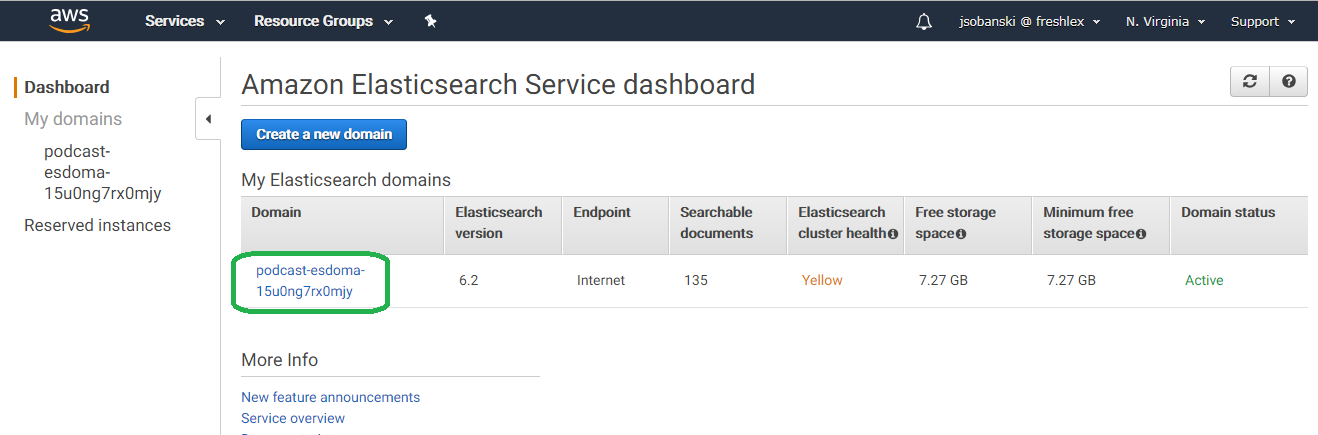 aws Services Resource Groups jsobanski @ freshlex N. Virginia Support
Dashboard
My domains
podcast-
esdoma-
15u0ng7rx0mjy
Reserved instances
Amazon Elasticsearch Service dashboard
Create a new domain
My Elasticsearch domains
Domain Elasticsearch version Endpoint Searchable documents Elasticsearch cluster health Free storage space Minimum free storage space Domain status
podcast-esdoma-
15u0ng7rx0mjy 6.2 Internet 135 Yellow 7.27 GB 7.27 GB Active
More Info
New feature announcements
Service overview